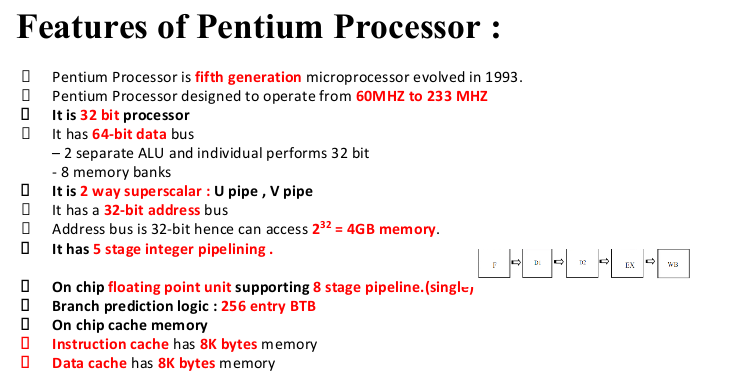 Features of Pentium Processor :
Pentium Processor is fifth generation microprocessor evolved in 1993.
Pentium Processor designed to operate from 60MHZ to 233 MHZ
It is 32 bit processor
It has 64-bit data bus
– 2 separate ALU and individual performs 32 bit
- 8 memory banks
It is 2 way superscalar : U pipe , V pipe
It has a 32-bit address bus
Address bus is 32-bit hence can access 2³² = 4GB memory.
It has 5 stage integer pipelining .
F ⇨ D1 ⇨ D2 ⇨ EX ⇨ WB
On chip floating point unit supporting 8 stage pipeline.(single)
Branch prediction logic : 256 entry BTB
On chip cache memory
Instruction cache has 8K bytes memory
Data cache has 8K bytes memory